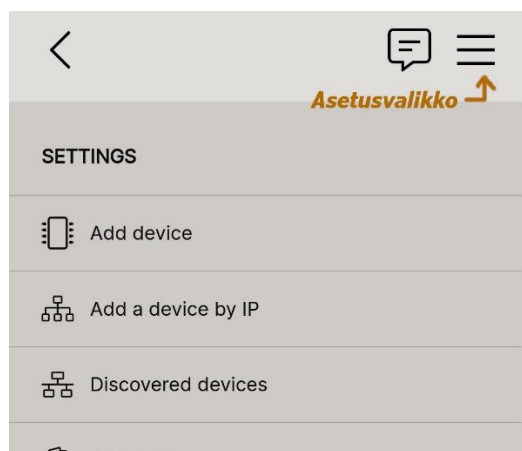 Asetusvalikko
SETTINGS
Add device
Add a device by IP
Discovered devices